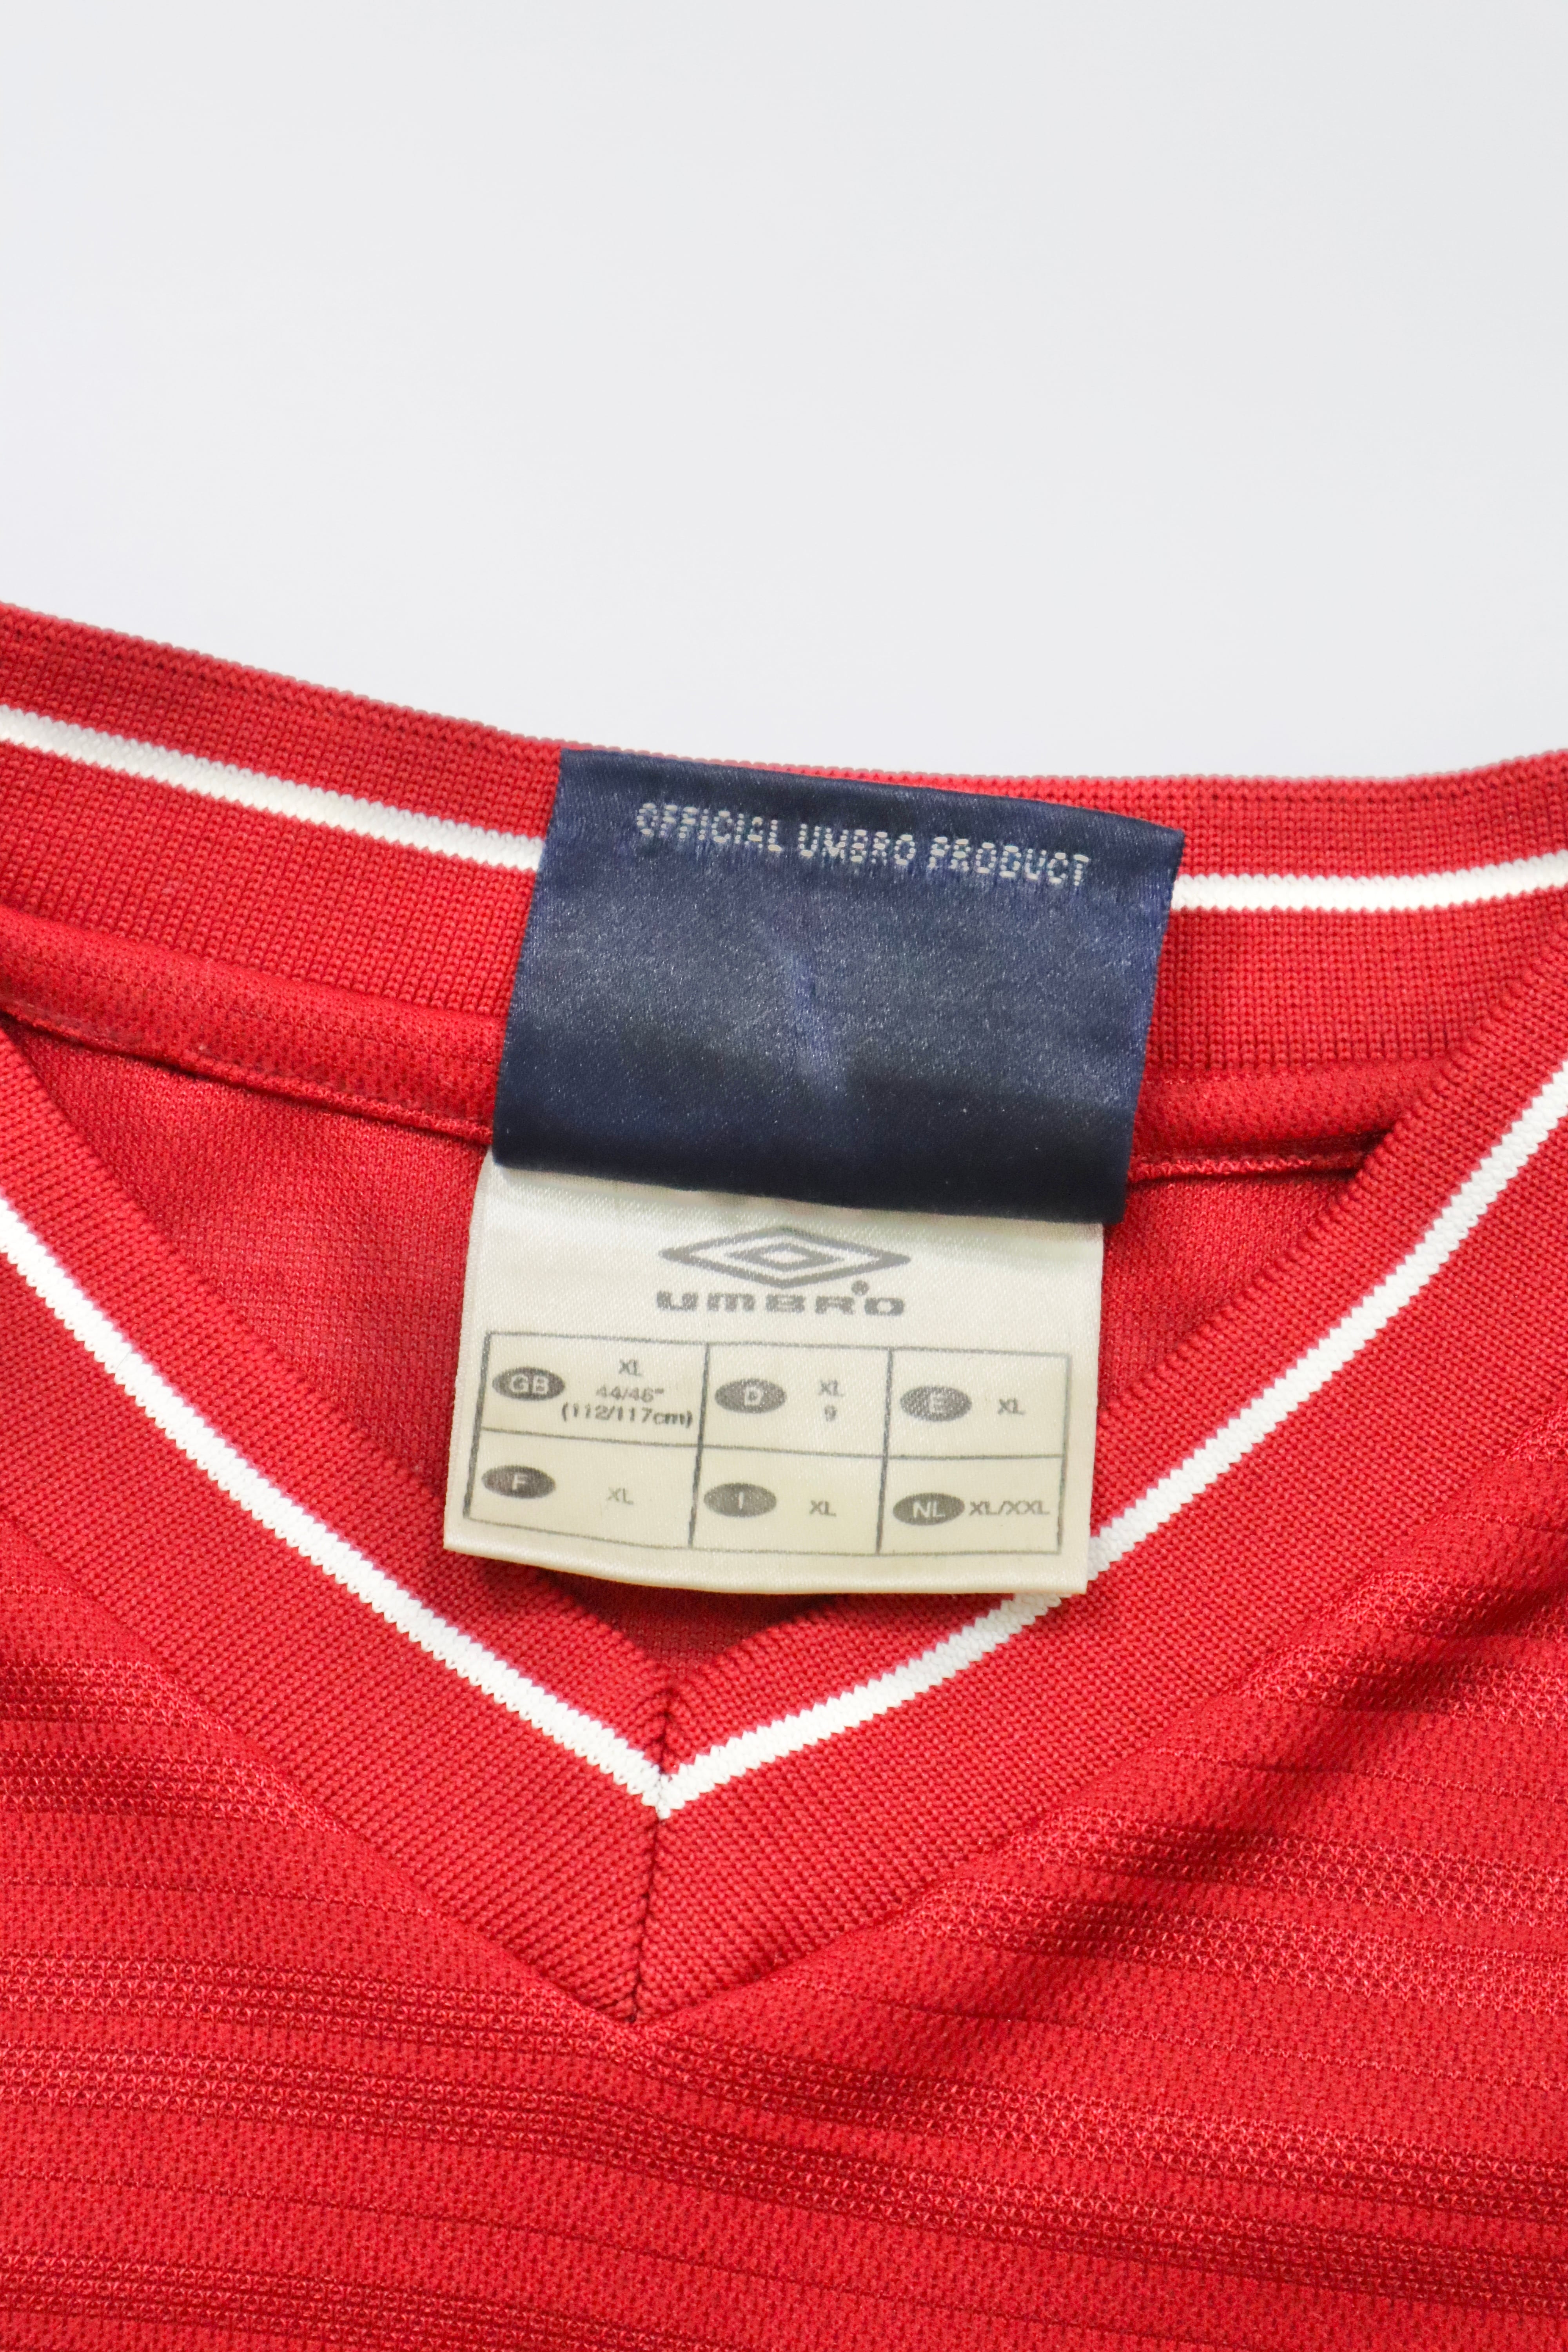 OFFICIAL UMBRO PRODUCT
UMBRO
GB XL 44/46" (112/117cm) D XL 9 E XL
F XL I XL NL XL/XXL